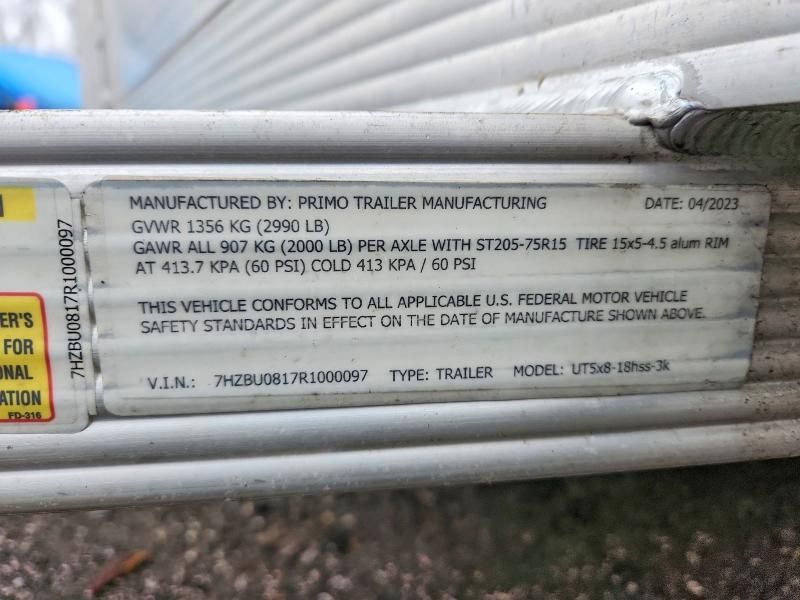 MANUFACTURED BY: PRIMO TRAILER MANUFACTURING DATE: 04/2023
GVWR 1356 KG (2990 LB)
GAWR ALL 907 KG (2000 LB) PER AXLE WITH ST205-75R15 TIRE 15x5-4.5 alum RIM
AT 413.7 KPA (60 PSI) COLD 413 KPA / 60 PSI
THIS VEHICLE CONFORMS TO ALL APPLICABLE U.S. FEDERAL MOTOR VEHICLE
SAFETY STANDARDS IN EFFECT ON THE DATE OF MANUFACTURE SHOWN ABOVE.
V.I.N.: 7HZBU0817R1000097 TYPE: TRAILER MODEL: UT5x8-18hss-3k
7HZBU0817R1000097
ER'S
FOR
ONAL
ATION
FD-316